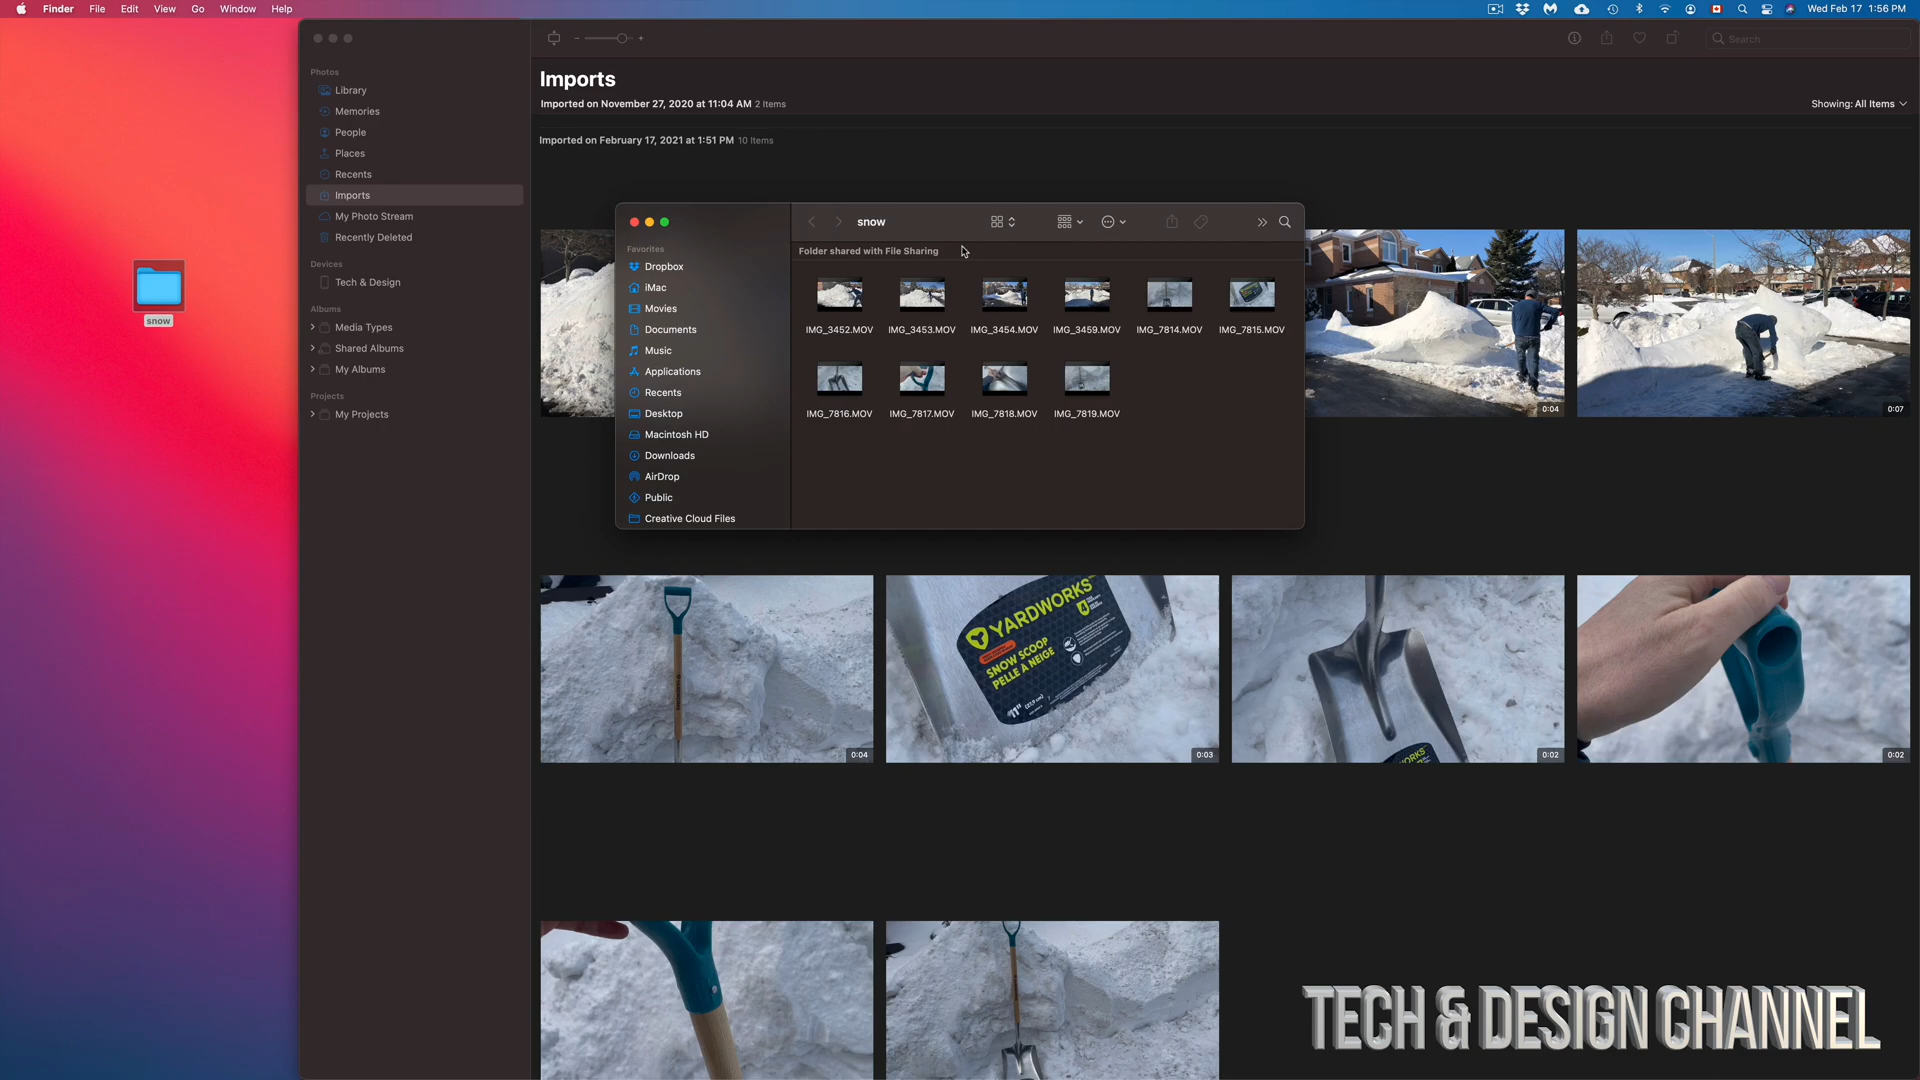 Finder File Edit View Go Window Help
Wed Feb 17 1:56 PM
Search
Photos
Library
Memories
People
Places
Recents
Imports
My Photo Stream
Recently Deleted
Devices
Tech & Design
Albums
Media Types
Shared Albums
My Albums
Projects
My Projects
snow
Imports
Imported on November 27, 2020 at 11:04 AM 2 Items
Showing: All Items
Imported on February 17, 2021 at 1:51 PM 10 Items
snow
Folder shared with File Sharing
Favorites
Dropbox
iMac
Movies
Documents
Music
Applications
Recents
Desktop
Macintosh HD
Downloads
AirDrop
Public
Creative Cloud Files
IMG_3452.MOV IMG_3453.MOV IMG_3454.MOV IMG_3459.MOV IMG_7814.MOV IMG_7815.MOV
IMG_7816.MOV IMG_7817.MOV IMG_7818.MOV IMG_7819.MOV
0:04 0:07
YARDWORKS
4
SNOW SCOOP
PELLE À NEIGE
11" (27,9 cm)
0:04 0:03 0:02 0:02
TECH & DESIGN CHANNEL